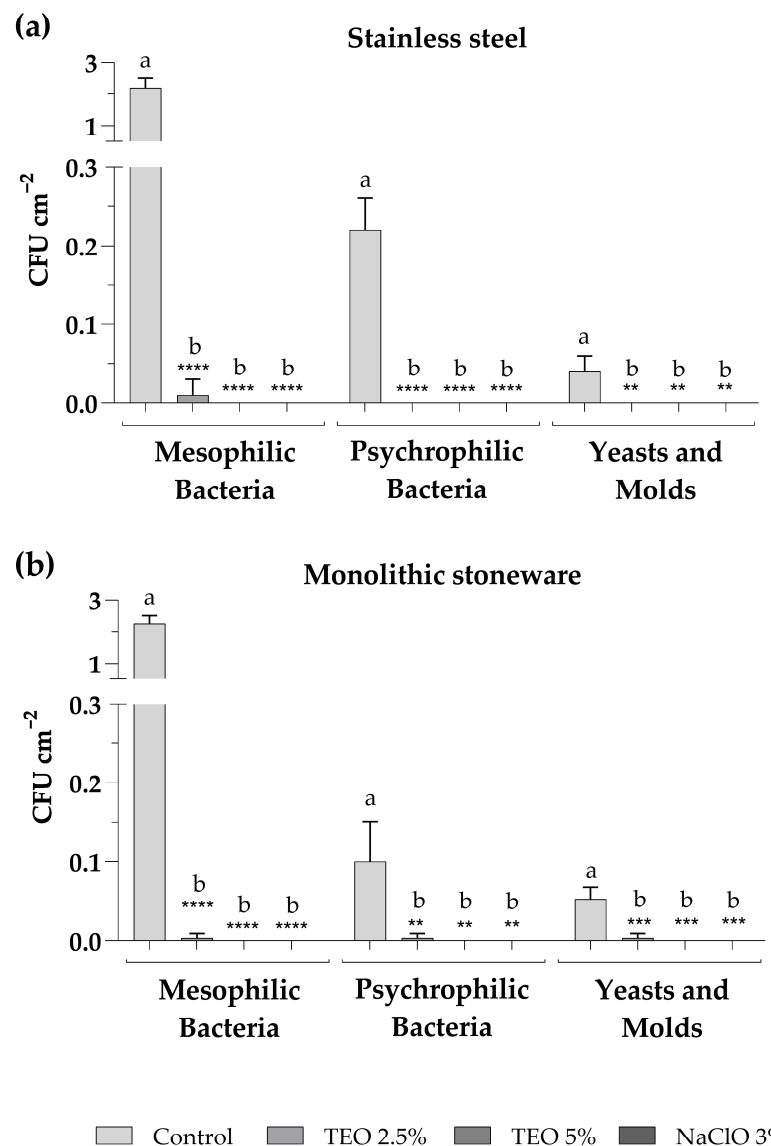 (a)
Stainless steel
CFU cm⁻²
3
1
0.3
0.2
0.1
0.0
a
b
****
b
****
b
****
a
b
****
b
****
b
****
a
b
**
b
**
b
**
Mesophilic
Bacteria
Psychrophilic
Bacteria
Yeasts and
Molds
(b)
Monolithic stoneware
CFU cm⁻²
3
1
0.3
0.2
0.1
0.0
a
b
****
b
****
b
****
a
b
**
b
**
b
**
a
b
***
b
***
b
***
Mesophilic
Bacteria
Psychrophilic
Bacteria
Yeasts and
Molds
Control TEO 2.5% TEO 5% NaClO